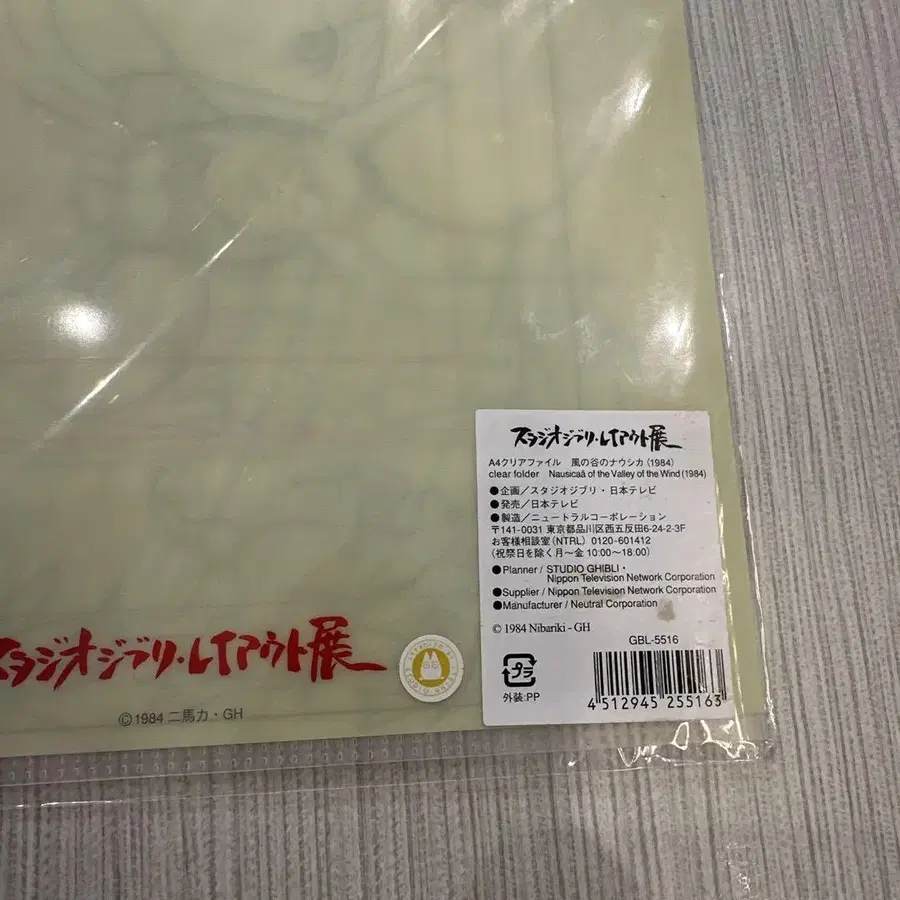 スタジオジブリ・レイアウト展
A4クリアファイル　風の谷のナウシカ(1984)
clear folder　Nausicaä of the Valley of the Wind (1984)
●企画／スタジオジブリ・日本テレビ
●発売／日本テレビ
●製造／ニュートラルコーポレーション
〒141-0031 東京都品川区西五反田6-24-2-3F
お客様相談室(NTRL) 0120-601412
(祝祭日を除く月～金 10:00～18:00)
●Planner / STUDIO GHIBLI・
Nippon Television Network Corporation
●Supplier / Nippon Television Network Corporation
●Manufacturer / Neutral Corporation
© 1984 Nibariki - GH
GBL-5516
プラ
外装:PP
4 512945 255163
スタジオジブリ・レイアウト展
©1984 二馬力・GH